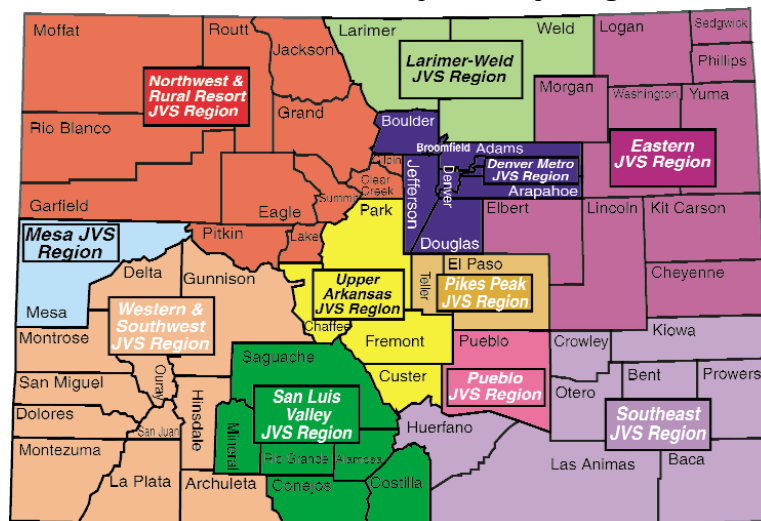 Moffat
Routt
Jackson
Larimer
Weld
Logan
Sedgwick
Phillips
Northwest &
Rural Resort
JVS Region
Larimer-Weld
JVS Region
Morgan
Washington
Yuma
Grand
Rio Blanco
Boulder
Broomfield
Adams
Eastern
JVS Region
Gilpin
Clear
Creek
Jefferson
Denver
Denver Metro
JVS Region
Arapahoe
Garfield
Eagle
Summit
Park
Douglas
Elbert
Lincoln
Kit Carson
Mesa JVS
Region
Pitkin
Lake
Delta
Gunnison
Teller
El Paso
Cheyenne
Upper
Arkansas
JVS Region
Pikes Peak
JVS Region
Mesa
Western &
Southwest
JVS Region
Chaffee
Montrose
Fremont
Pueblo
Crowley
Kiowa
Saguache
Ouray
San Miguel
Custer
Pueblo
JVS Region
Otero
Bent
Prowers
Dolores
Hinsdale
San Luis
Valley
JVS Region
Huerfano
Southeast
JVS Region
San Juan
Mineral
Montezuma
Rio Grande
Alamosa
Las Animas
Baca
La Plata
Archuleta
Conejos
Costilla